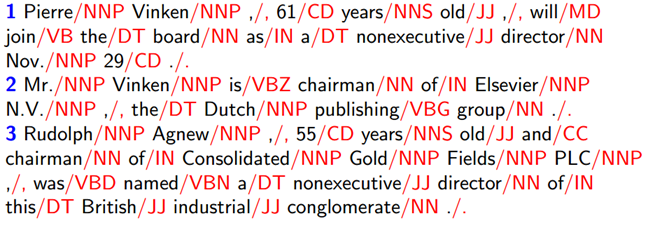 1 Pierre/NNP Vinken/NNP ,/, 61/CD years/NNS old/JJ ,/, will/MD
join/VB the/DT board/NN as/IN a/DT nonexecutive/JJ director/NN
Nov./NNP 29/CD ./.
2 Mr./NNP Vinken/NNP is/VBZ chairman/NN of/IN Elsevier/NNP
N.V./NNP ,/, the/DT Dutch/NNP publishing/VBG group/NN ./.
3 Rudolph/NNP Agnew/NNP ,/, 55/CD years/NNS old/JJ and/CC
chairman/NN of/IN Consolidated/NNP Gold/NNP Fields/NNP PLC/NNP
,/, was/VBD named/VBN a/DT nonexecutive/JJ director/NN of/IN
this/DT British/JJ industrial/JJ conglomerate/NN ./.